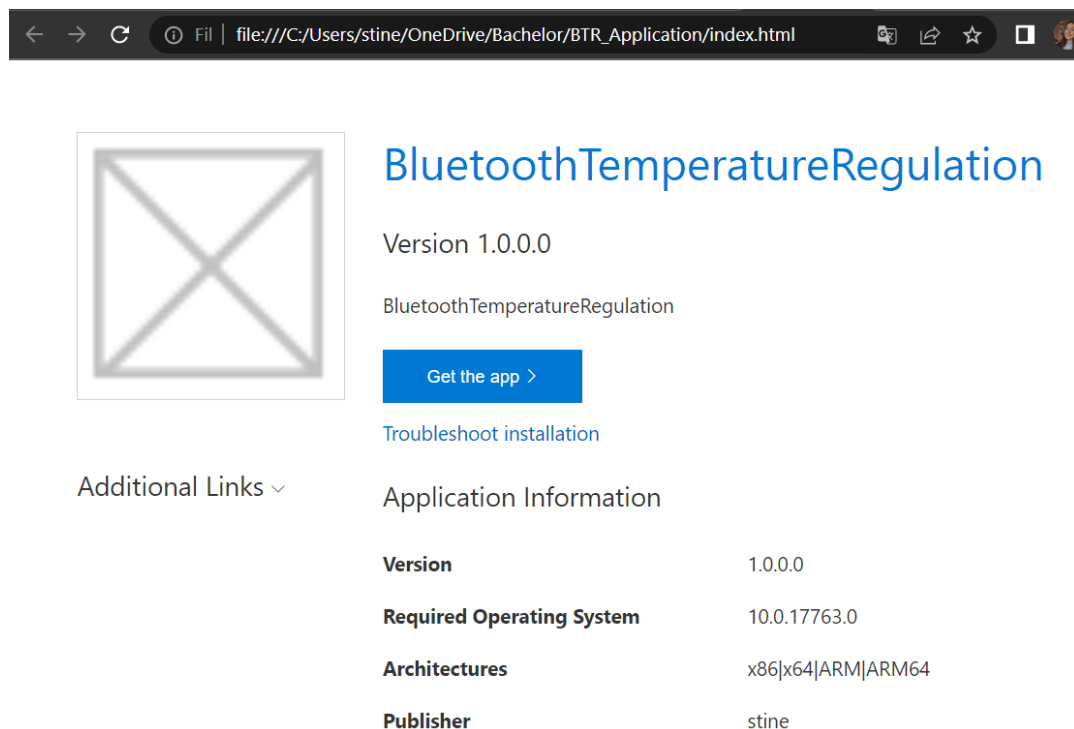 Fil file:///C:/Users/stine/OneDrive/Bachelor/BTR_Application/index.html
BluetoothTemperatureRegulation
Version 1.0.0.0
BluetoothTemperatureRegulation
Get the app
Troubleshoot installation
Additional Links
Application Information
Version 1.0.0.0
Required Operating System 10.0.17763.0
Architectures x86|x64|ARM|ARM64
Publisher stine